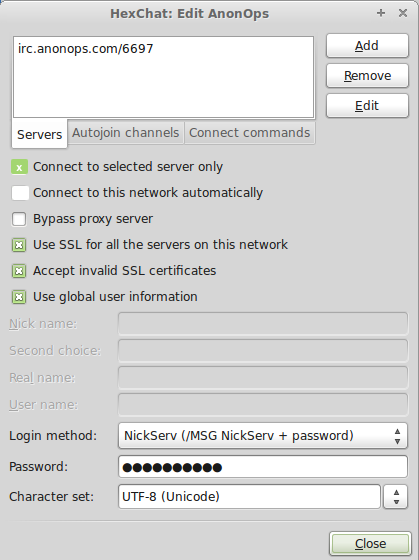 HexChat: Edit AnonOps
irc.anonops.com/6697
Add
Remove
Edit
Servers Autojoin channels Connect commands
x Connect to selected server only
Connect to this network automatically
Bypass proxy server
Use SSL for all the servers on this network
Accept invalid SSL certificates
Use global user information
Nick name:
Second choice:
Real name:
User name:
Login method: NickServ (/MSG NickServ + password)
Password: ●●●●●●●●●●
Character set: UTF-8 (Unicode)
Close